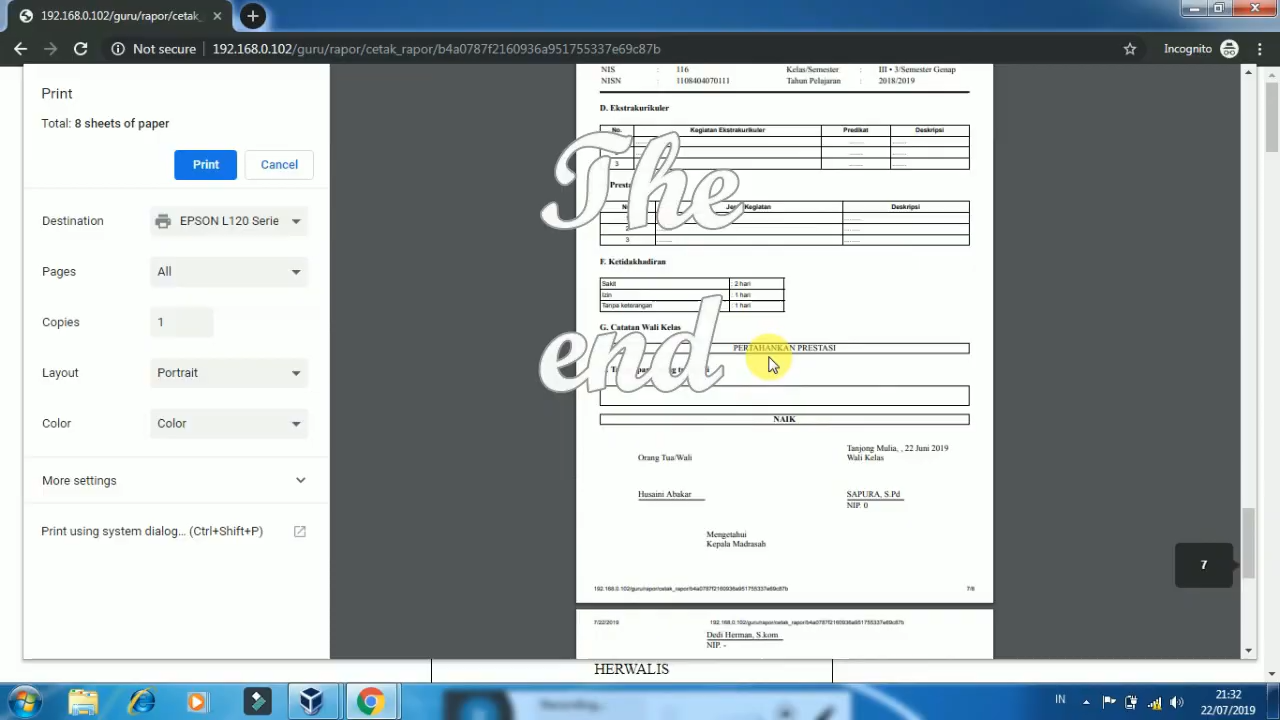 192.168.0.102/guru/rapor/cetak_
Not secure | 192.168.0.102/guru/rapor/cetak_rapor/b4a0787f2160936a951755337e69c87b
Incognito
Print
Total: 8 sheets of paper
Print
Cancel
Destination
EPSON L120 Serie
Pages
All
Copies
1
Layout
Portrait
Color
Color
More settings
Print using system dialog... (Ctrl+Shift+P)
NIS : 116 Kelas/Semester : III • 3/Semester Genap
NISN : 1108404070111 Tahun Pelajaran : 2018/2019
D. Ekstrakurikuler
No. Kegiatan Ekstrakurikuler Predikat Deskripsi
3
The
Deskripsi
3
F. Ketidakhadiran
Sakit : 2 hari
Izin : 1 hari
Tanpa keterangan : 1 hari
G. Catatan Wali Kelas
PERTAHANKAN PRESTASI
end
NAIK
Tanjong Mulia, , 22 Juni 2019
Orang Tua/Wali
Wali Kelas
Husaini Abakar
SAPURA, S.Pd
NIP. 0
Mengetahui
Kepala Madrasah
192.168.0.102/guru/rapor/cetak_rapor/b4a0787f2160936a951755337e69c87b 7/8
7
7/22/2019 192.168.0.102/guru/rapor/cetak_rapor/b4a0787f2160936a951755337e69c87b
Dedi Herman, S.kom
NIP. -
HERWALIS
IN
21:32
22/07/2019